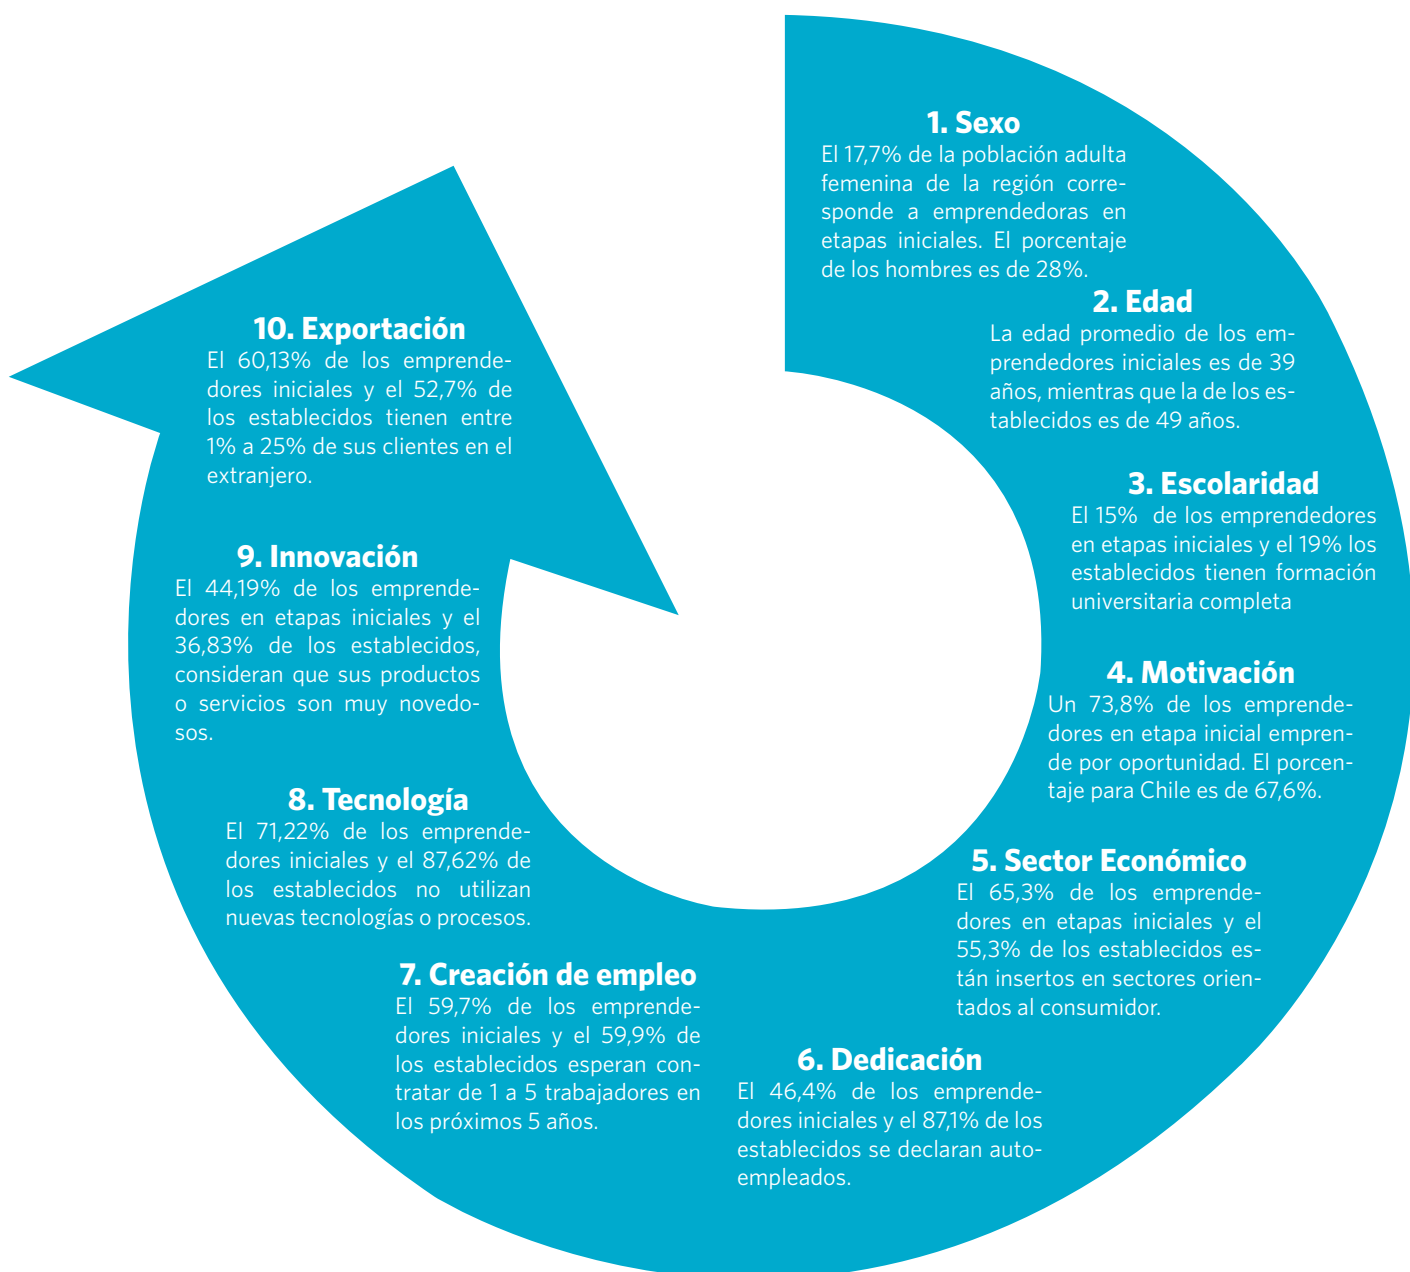 1. Sexo
El 17,7% de la población adulta
femenina de la región corre-
sponde a emprendedoras en
etapas iniciales. El porcentaje
de los hombres es de 28%.
2. Edad
La edad promedio de los em-
prendedores iniciales es de 39
años, mientras que la de los es-
tablecidos es de 49 años.
3. Escolaridad
El 15% de los emprendedores
en etapas iniciales y el 19% los
establecidos tienen formación
universitaria completa
4. Motivación
Un 73,8% de los emprende-
dores en etapa inicial empren-
de por oportunidad. El porcen-
taje para Chile es de 67,6%.
5. Sector Económico
El 65,3% de los emprende-
dores en etapas iniciales y el
55,3% de los establecidos es-
tán insertos en sectores orien-
tados al consumidor.
6. Dedicación
El 46,4% de los emprende-
dores iniciales y el 87,1% de los
establecidos se declaran auto-
empleados.
7. Creación de empleo
El 59,7% de los emprende-
dores iniciales y el 59,9% de
los establecidos esperan con-
tratar de 1 a 5 trabajadores en
los próximos 5 años.
8. Tecnología
El 71,22% de los emprende-
dores iniciales y el 87,62% de
los establecidos no utilizan
nuevas tecnologías o procesos.
9. Innovación
El 44,19% de los emprende-
dores en etapas iniciales y el
36,83% de los establecidos,
consideran que sus productos
o servicios son muy novedo-
sos.
10. Exportación
El 60,13% de los emprende-
dores iniciales y el 52,7% de
los establecidos tienen entre
1% a 25% de sus clientes en el
extranjero.